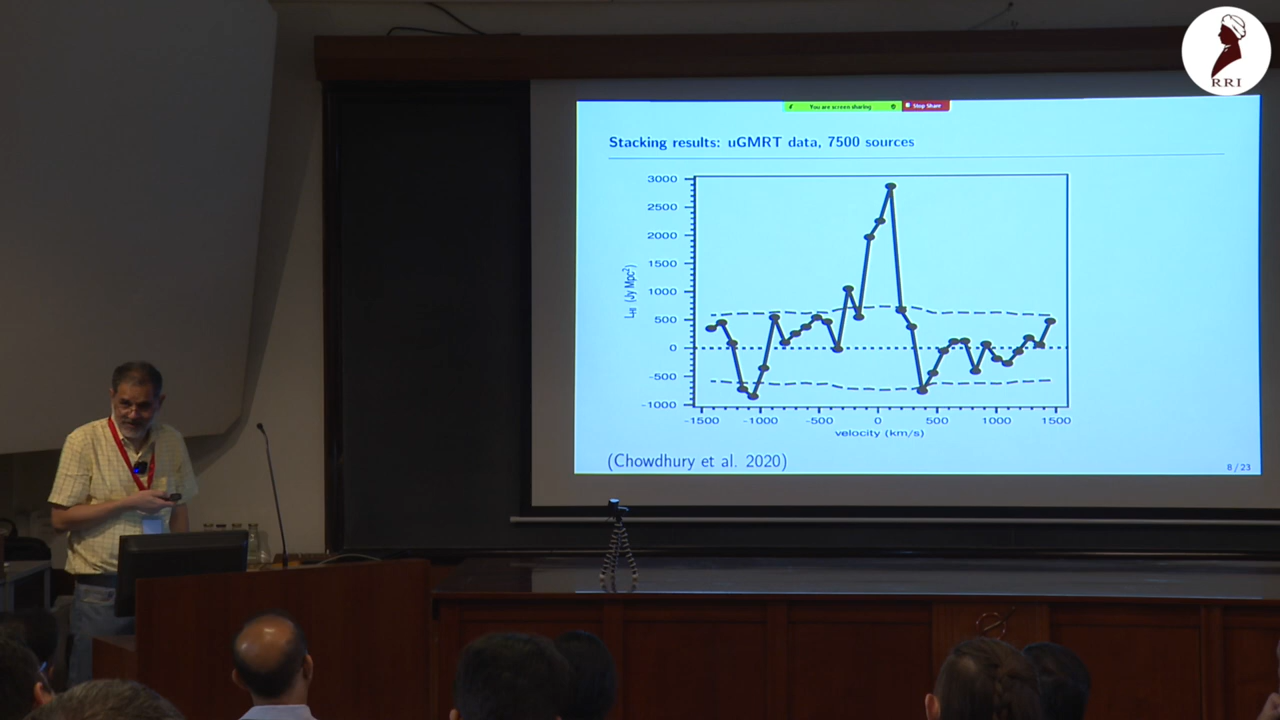 RRI
You are screen sharing
Stop Share
Stacking results: uGMRT data, 7500 sources
3000
2500
2000
1500
1000
500
0
-500
-1000
L_HI (Jy Mpc²)
-1500 -1000 -500 0 500 1000 1500
velocity (km/s)
(Chowdhury et al. 2020)
8 / 23